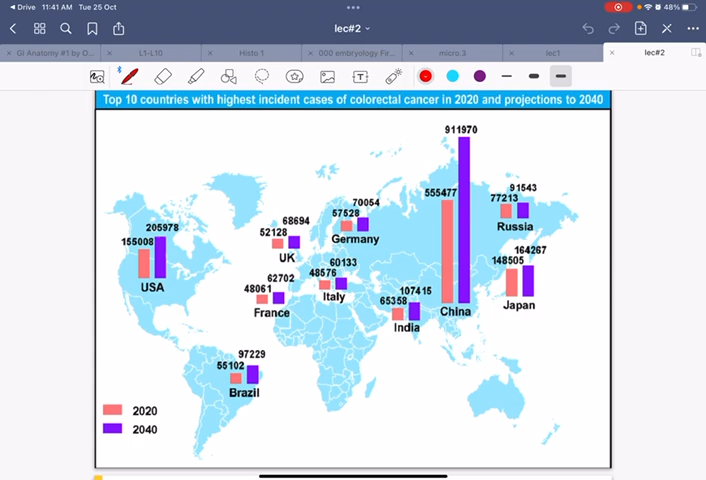 Drive 11:41 AM Tue 25 Oct 48%
lec#2
GI Anatomy #1 by O... L1-L10 Histo 1 000 embryology Fir... micro.3 lec1 lec#2
Top 10 countries with highest incident cases of colorectal cancer in 2020 and projections to 2040
911970
555477
70054
57528
Germany
91543
77213
Russia
205978
155008
USA
68694
52128
UK
60133
48576
Italy
164267
148505
Japan
62702
48061
France
107415
65358
India
China
97229
55102
Brazil
2020
2040